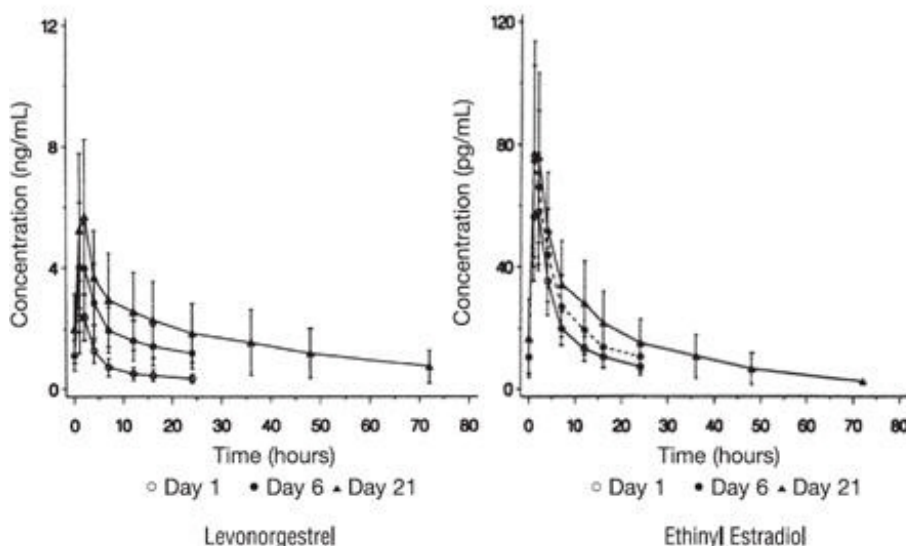 Concentration (ng/mL)
12
8
4
0
0 10 20 30 40 50 60 70 80
Time (hours)
Day 1 Day 6 Day 21
Levonorgestrel
Concentration (pg/mL)
120
80
40
0
0 10 20 30 40 50 60 70 80
Time (hours)
Day 1 Day 6 Day 21
Ethinyl Estradiol